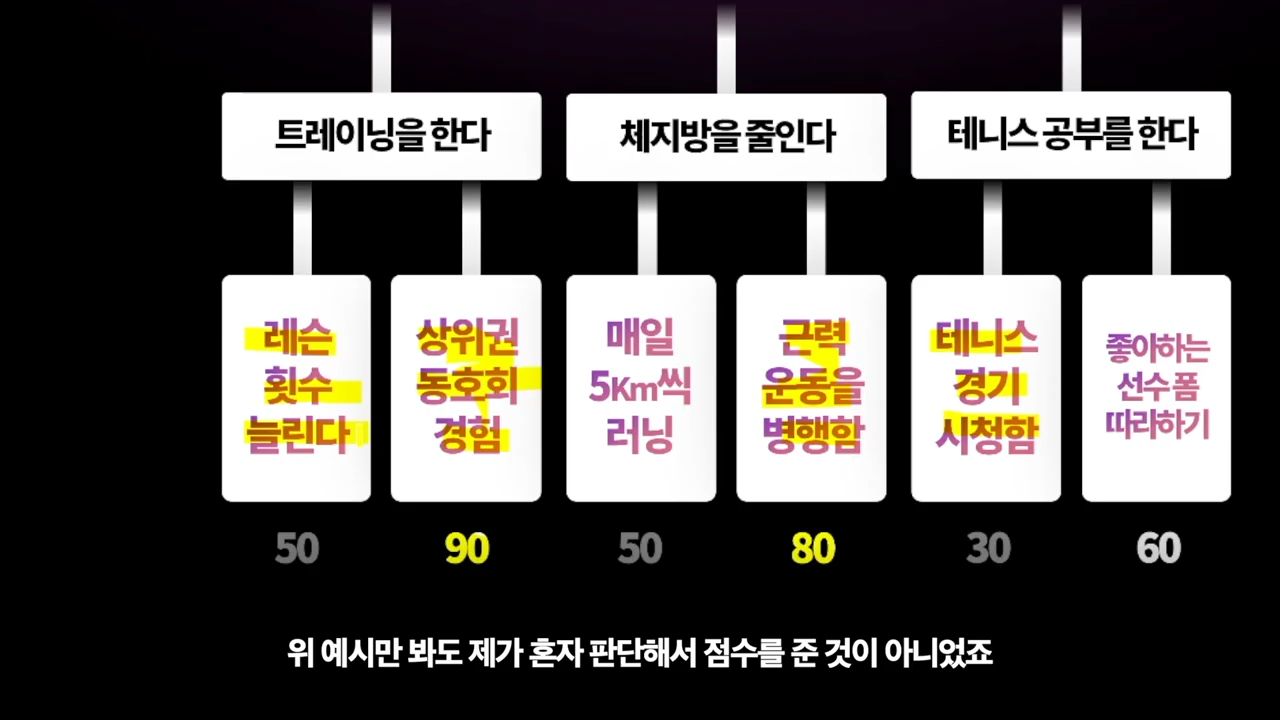 트레이닝을 한다
체지방을 줄인다
테니스 공부를 한다
레슨
횟수
늘린다
상위권
동호회
경험
매일
5Km씩
러닝
근력
운동을
병행함
테니스
경기
시청함
좋아하는
선수 폼
따라하기
50
90
50
80
30
60
위 예시만 봐도 제가 혼자 판단해서 점수를 준 것이 아니었죠